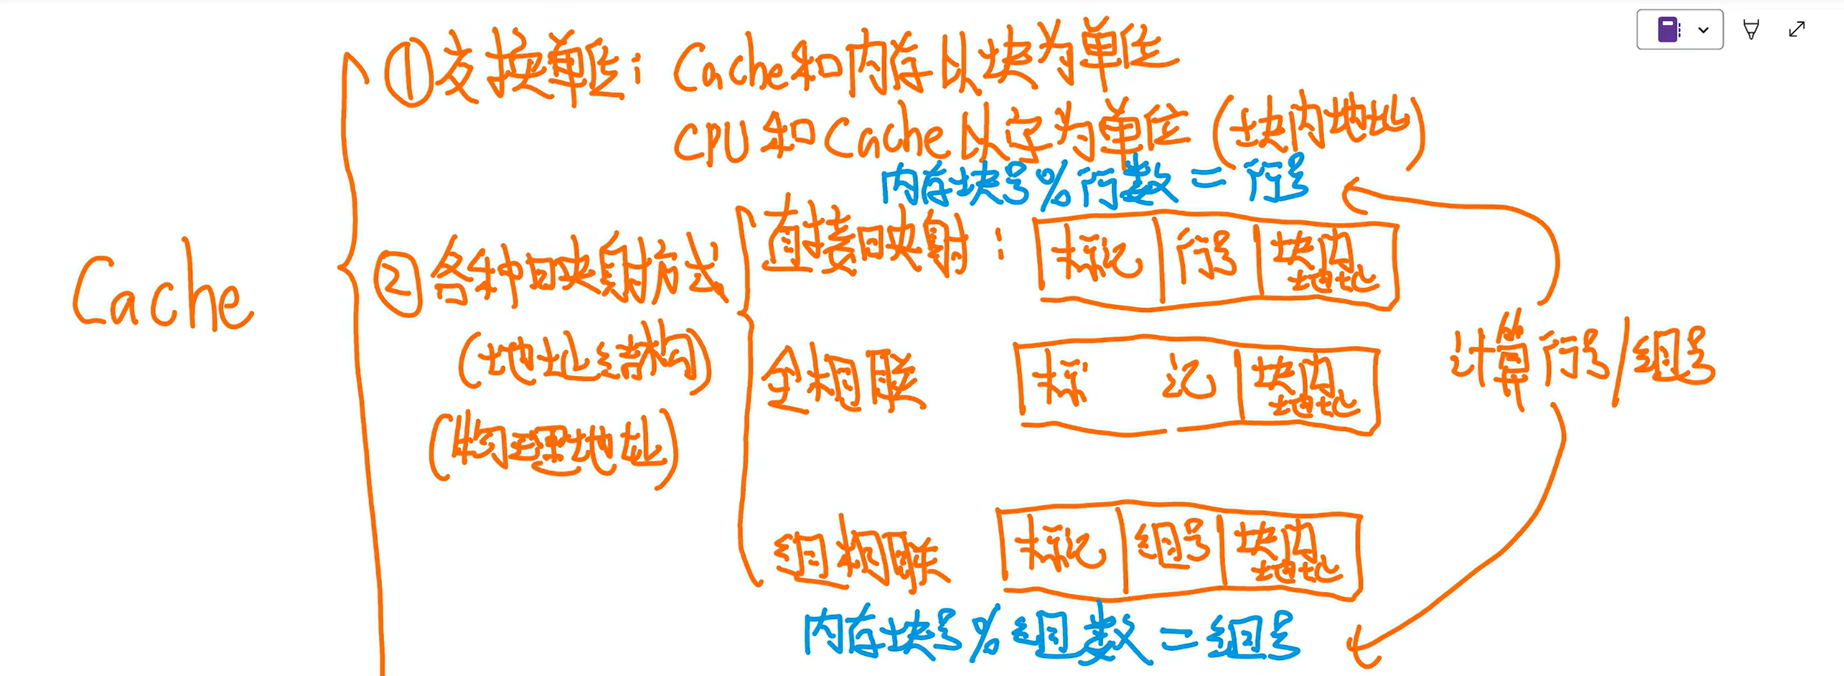 ①交换单位：Cache和内存以块为单位
CPU和Cache以字为单位（块内地址）
内存块号%行数＝行号
Cache
②各种映射方式
（地址结构）
（物理地址）
直接映射：
标记 行号 块内地址
全相联
标记 块内地址
计算行号/组号
组相联
标记 组号 块内地址
内存块号%组数＝组号